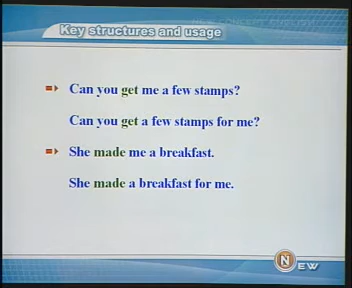 Key structures and usage
Can you get me a few stamps?
Can you get a few stamps for me?
She made me a breakfast.
She made a breakfast for me.
NEW